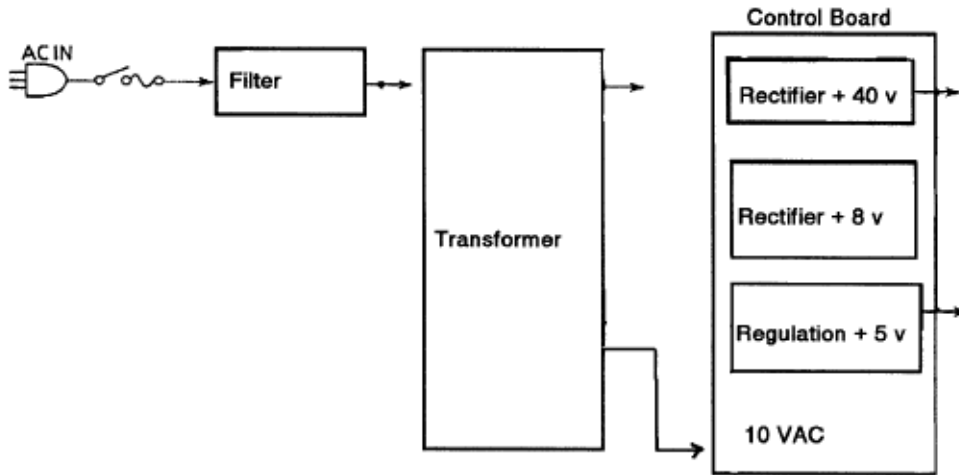 Control Board
AC IN
Filter
Rectifier + 40 v
Rectifier + 8 v
Transformer
Regulation + 5 v
10 VAC